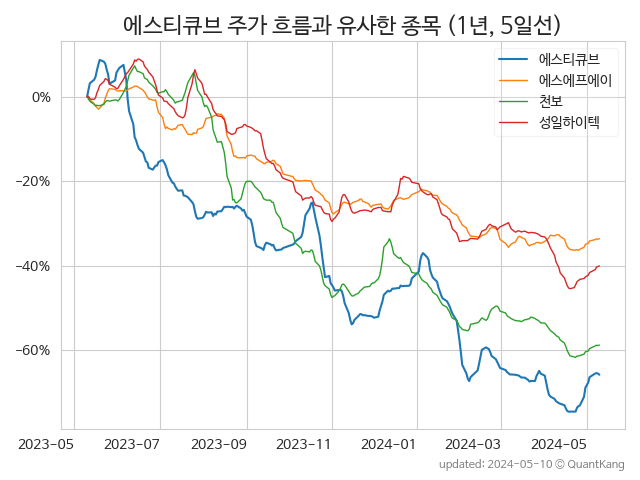 에스티큐브 주가 흐름과 유사한 종목 (1년, 5일선)
에스티큐브
에스에프에이
천보
성일하이텍
0%
−20%
−40%
−60%
2023-05 2023-07 2023-09 2023-11 2024-01 2024-03 2024-05
updated: 2024-05-10 © QuantKang